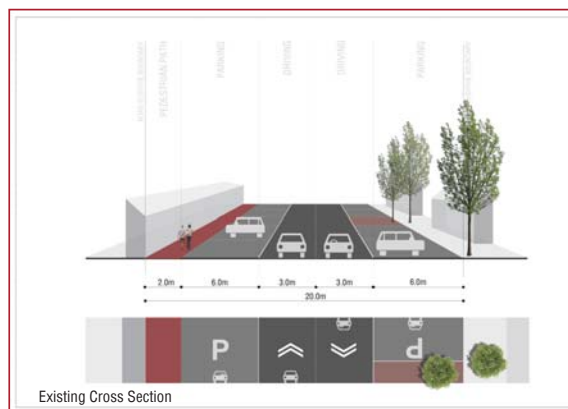 PEDESTRIAN PATH
PARKING
DRIVING
DRIVING
PARKING
2.0m
6.0m
3.0m
3.0m
6.0m
20.0m
P
P
Existing Cross Section